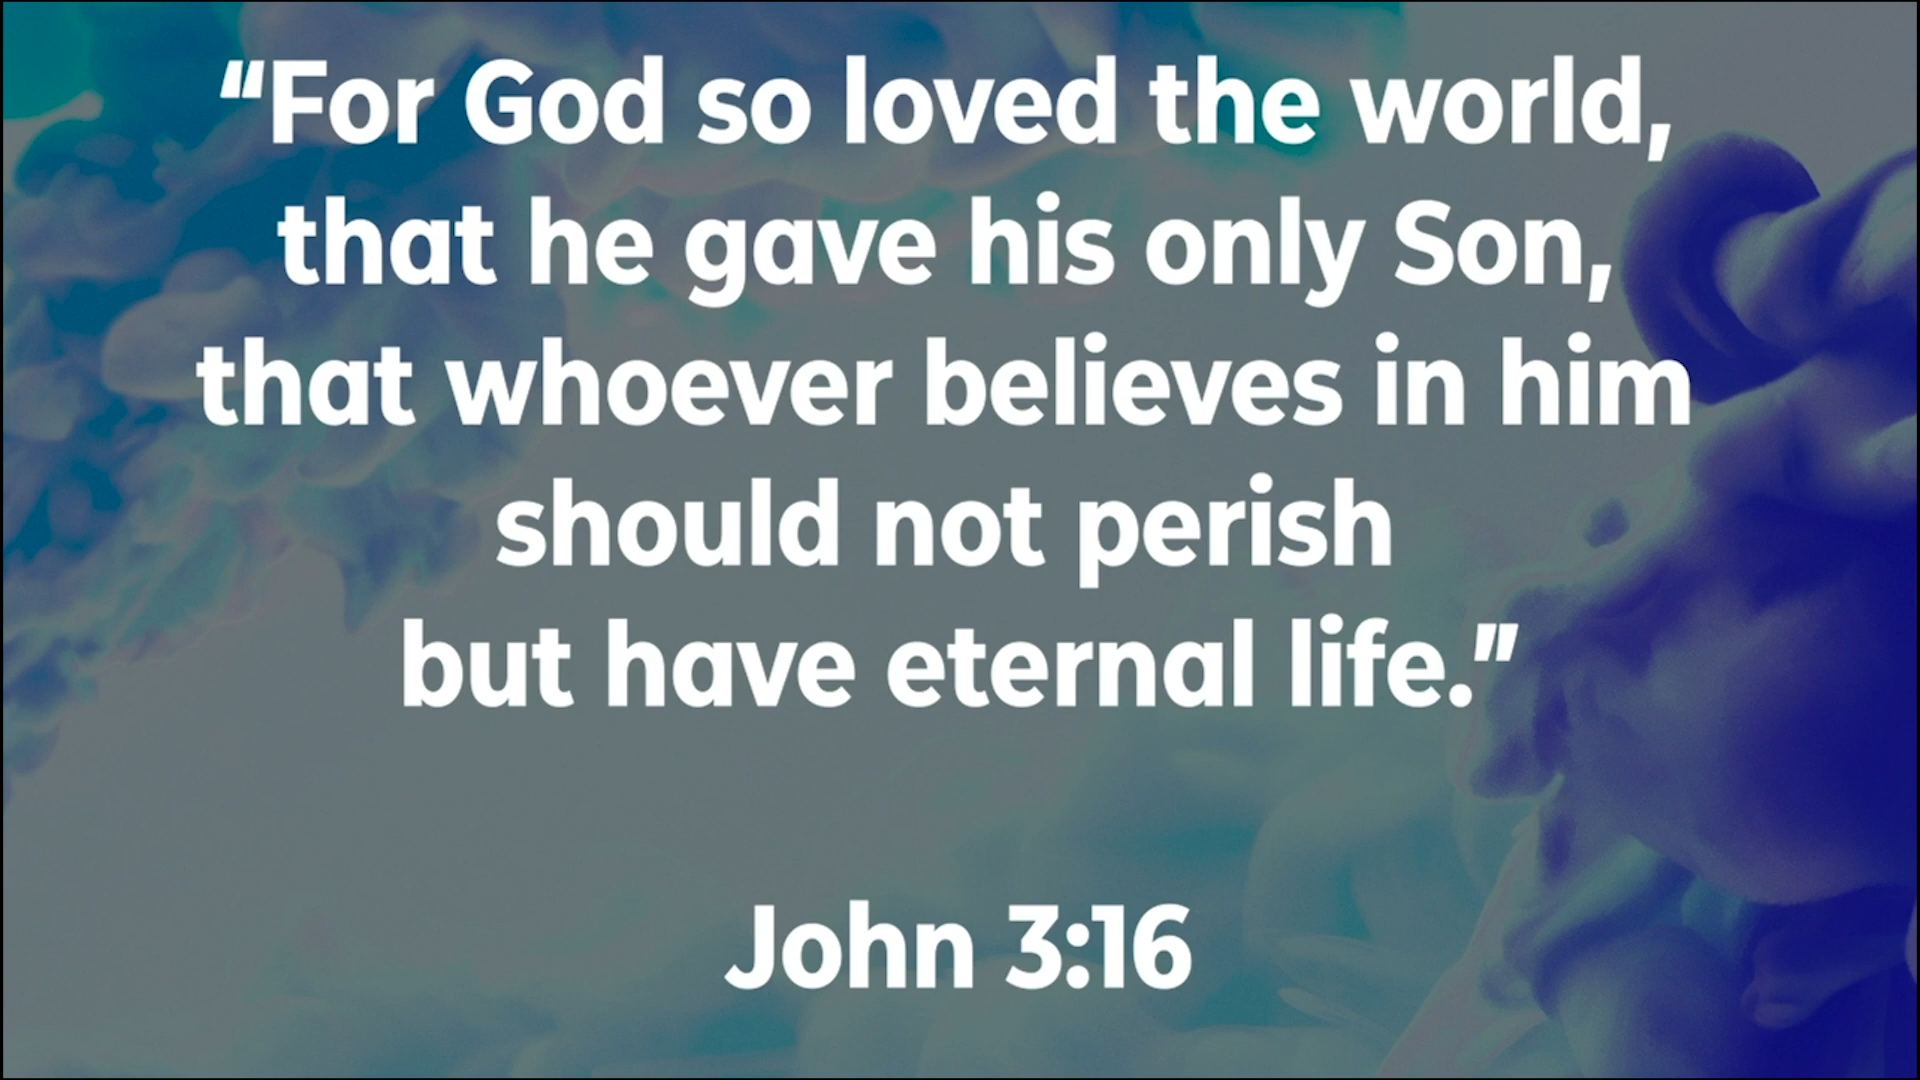 “For God so loved the world,
that he gave his only Son,
that whoever believes in him
should not perish
but have eternal life.”
John 3:16